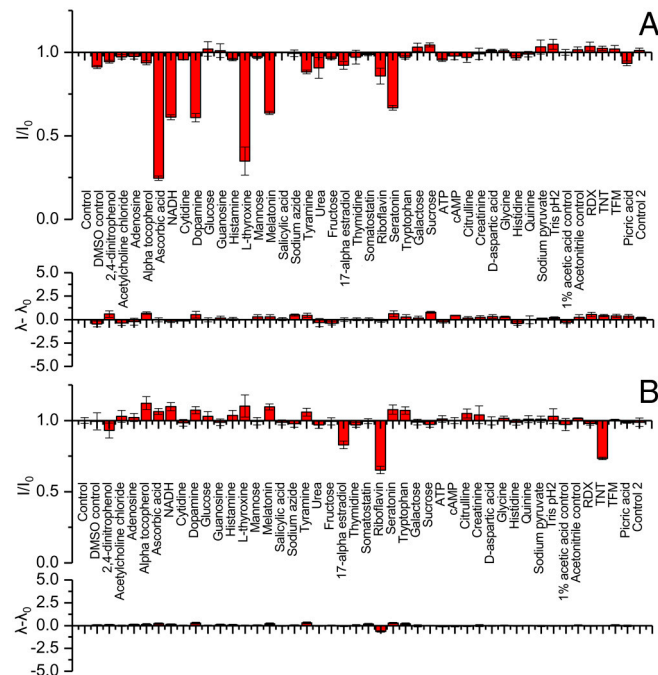 A
1.0
0.5
0.0
I/I0
Control
DMSO control
2,4-dinitrophenol
Acetylcholine chloride
Adenosine
Alpha tocopherol
Ascorbic acid
NADH
Cytidine
Dopamine
Glucose
Guanosine
Histamine
L-thyroxine
Mannose
Melatonin
Salicylic acid
Sodium azide
Tyramine
Urea
Fructose
17-alpha estradiol
Thymidine
Somatostatin
Riboflavin
Seratonin
Tryptophan
Galactose
Sucrose
ATP
cAMP
Citrulline
Creatinine
D-aspartic acid
Glycine
Histidine
Quinine
Sodium pyruvate
Tris pH2
1% acetic acid control
Acetonitrile control
RDX
TNT
TFM
Picric acid
Control 2
5.0
2.5
0.0
-2.5
-5.0
λ- λ0
B
1.0
0.5
0.0
I/I0
Control
DMSO control
2,4-dinitrophenol
Acetylcholine chloride
Adenosine
Alpha tocopherol
Ascorbic acid
NADH
Cytidine
Dopamine
Glucose
Guanosine
Histamine
L-thyroxine
Mannose
Melatonin
Salicylic acid
Sodium azide
Tyramine
Urea
Fructose
17-alpha estradiol
Thymidine
Somatostatin
Riboflavin
Seratonin
Tryptophan
Galactose
Sucrose
ATP
cAMP
Citrulline
Creatinine
D-aspartic acid
Glycine
Histidine
Quinine
Sodium pyruvate
Tris pH2
1% acetic acid control
Acetonitrile control
RDX
TNT
TFM
Picric acid
Control 2
5.0
2.5
0.0
-2.5
-5.0
λ-λ0